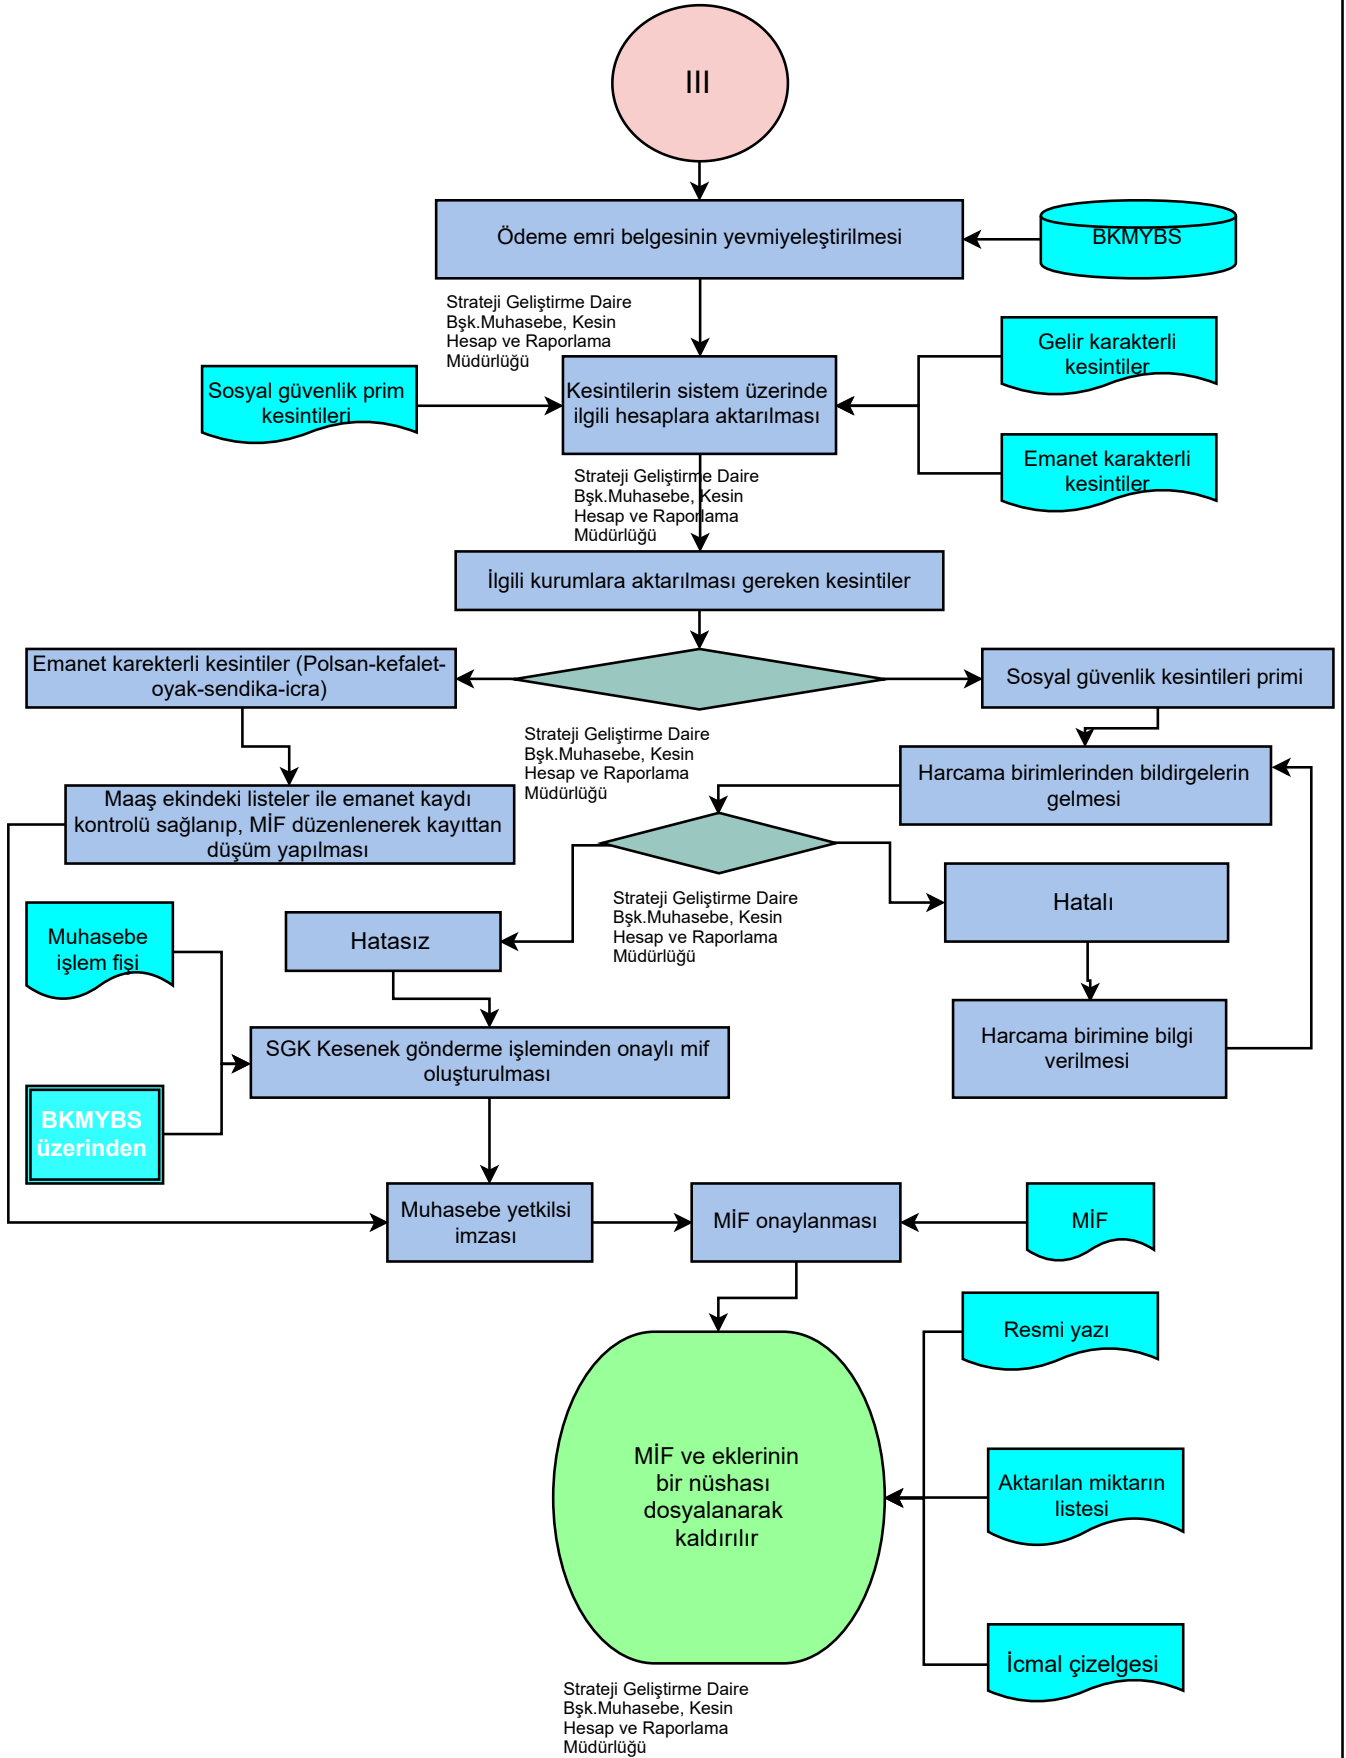 III
Ödeme emri belgesinin yevmiyeleştirilmesi
BKMYBS
Strateji Geliştirme Daire
Bşk.Muhasebe, Kesin
Hesap ve Raporlama
Müdürlüğü
Gelir karakterli
kesintiler
Sosyal güvenlik prim
kesintileri
Kesintilerin sistem üzerinde
ilgili hesaplara aktarılması
Emanet karakterli
kesintiler
Strateji Geliştirme Daire
Bşk.Muhasebe, Kesin
Hesap ve Raporlama
Müdürlüğü
İlgili kurumlara aktarılması gereken kesintiler
Emanet karekterli kesintiler (Polsan-kefalet-
oyak-sendika-icra)
Sosyal güvenlik kesintileri primi
Strateji Geliştirme Daire
Bşk.Muhasebe, Kesin
Hesap ve Raporlama
Müdürlüğü
Harcama birimlerinden bildirgelerin
gelmesi
Maaş ekindeki listeler ile emanet kaydı
kontrolü sağlanıp, MİF düzenlenerek kayıttan
düşüm yapılması
Strateji Geliştirme Daire
Bşk.Muhasebe, Kesin
Hesap ve Raporlama
Müdürlüğü
Hatalı
Muhasebe
işlem fişi
Hatasız
SGK Kesenek gönderme işleminden onaylı mif
oluşturulması
Harcama birimine bilgi
verilmesi
BKMYBS
üzerinden
Muhasebe yetkilsi
imzası
MİF onaylanması
MİF
Resmi yazı
MİF ve eklerinin
bir nüshası
dosyalanarak
kaldırılır
Aktarılan miktarın
listesi
İcmal çizelgesi
Strateji Geliştirme Daire
Bşk.Muhasebe, Kesin
Hesap ve Raporlama
Müdürlüğü